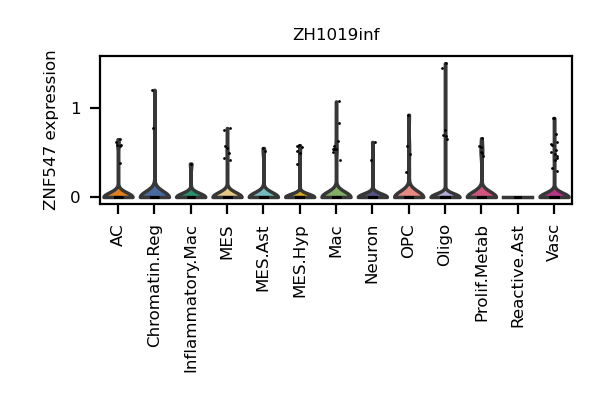 ZH1019inf
ZNF547 expression
1
0
AC
Chromatin.Reg
Inflammatory.Mac
MES
MES.Ast
MES.Hyp
Mac
Neuron
OPC
Oligo
Prolif.Metab
Reactive.Ast
Vasc